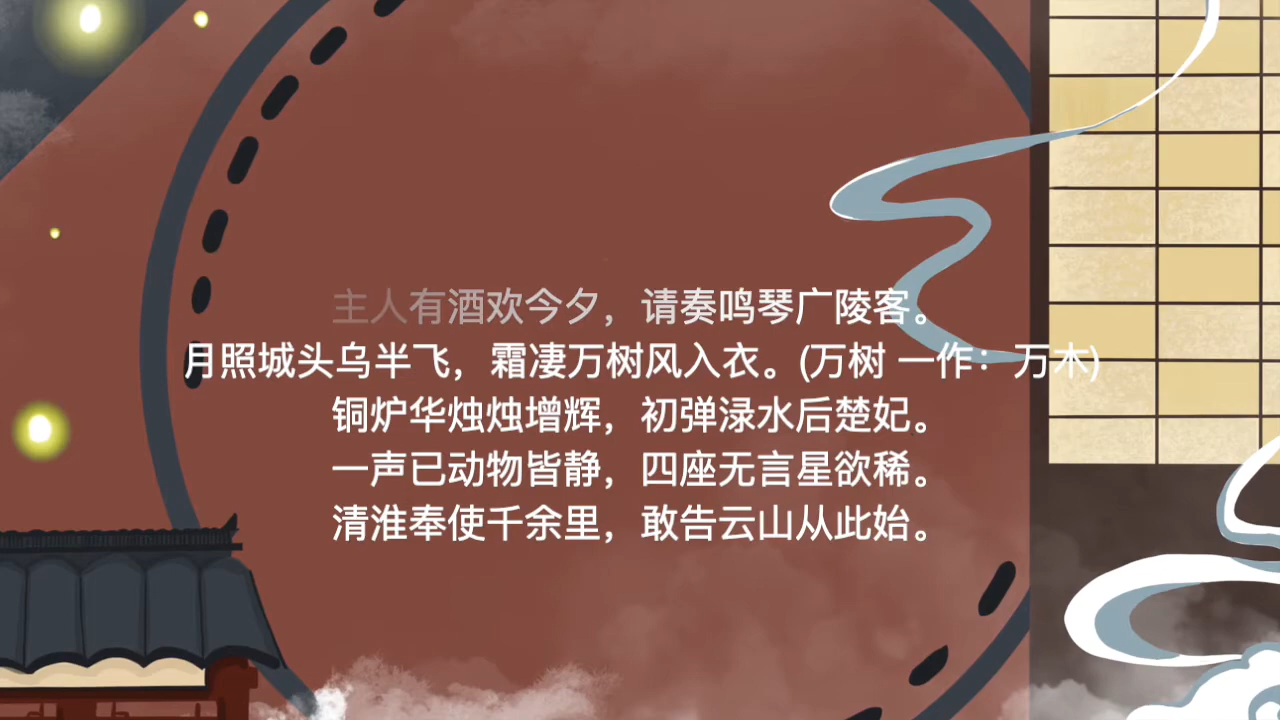 主人有酒欢今夕，请奏鸣琴广陵客。
月照城头乌半飞，霜凄万树风入衣。(万树 一作：万木)
铜炉华烛烛增辉，初弹渌水后楚妃。
一声已动物皆静，四座无言星欲稀。
清淮奉使千余里，敢告云山从此始。